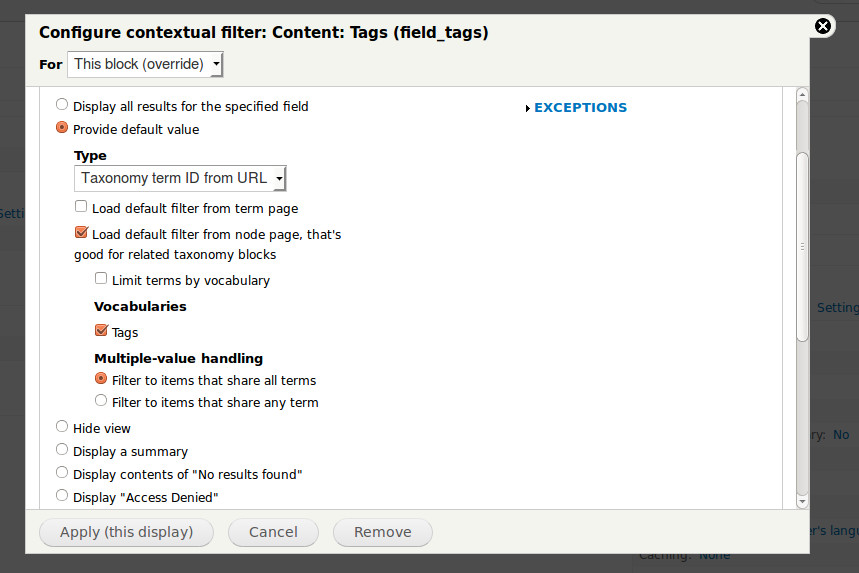 Configure contextual filter: Content: Tags (field_tags)
For This block (override)
Display all results for the specified field
EXCEPTIONS
Provide default value
Type
Taxonomy term ID from URL
Load default filter from term page
Load default filter from node page, that's
good for related taxonomy blocks
Limit terms by vocabulary
Vocabularies
Tags
Multiple-value handling
Filter to items that share all terms
Filter to items that share any term
Hide view
Display a summary
Display contents of "No results found"
Display "Access Denied"
Apply (this display) Cancel Remove
Setti
Setting
ry: No
r's langu
Caching: None